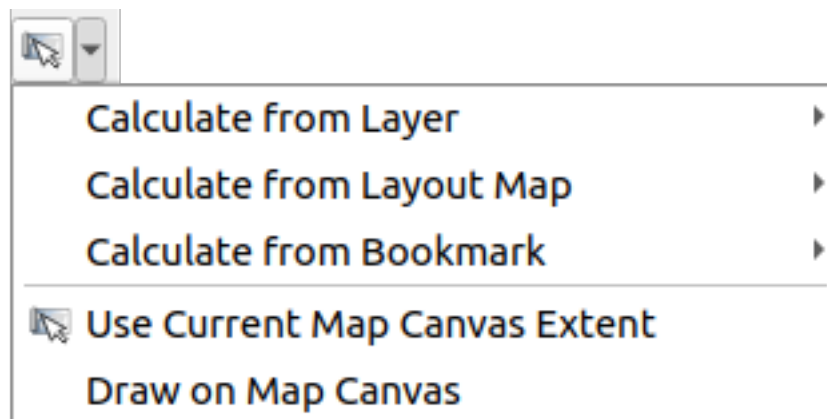 Calculate from Layer
Calculate from Layout Map
Calculate from Bookmark
Use Current Map Canvas Extent
Draw on Map Canvas